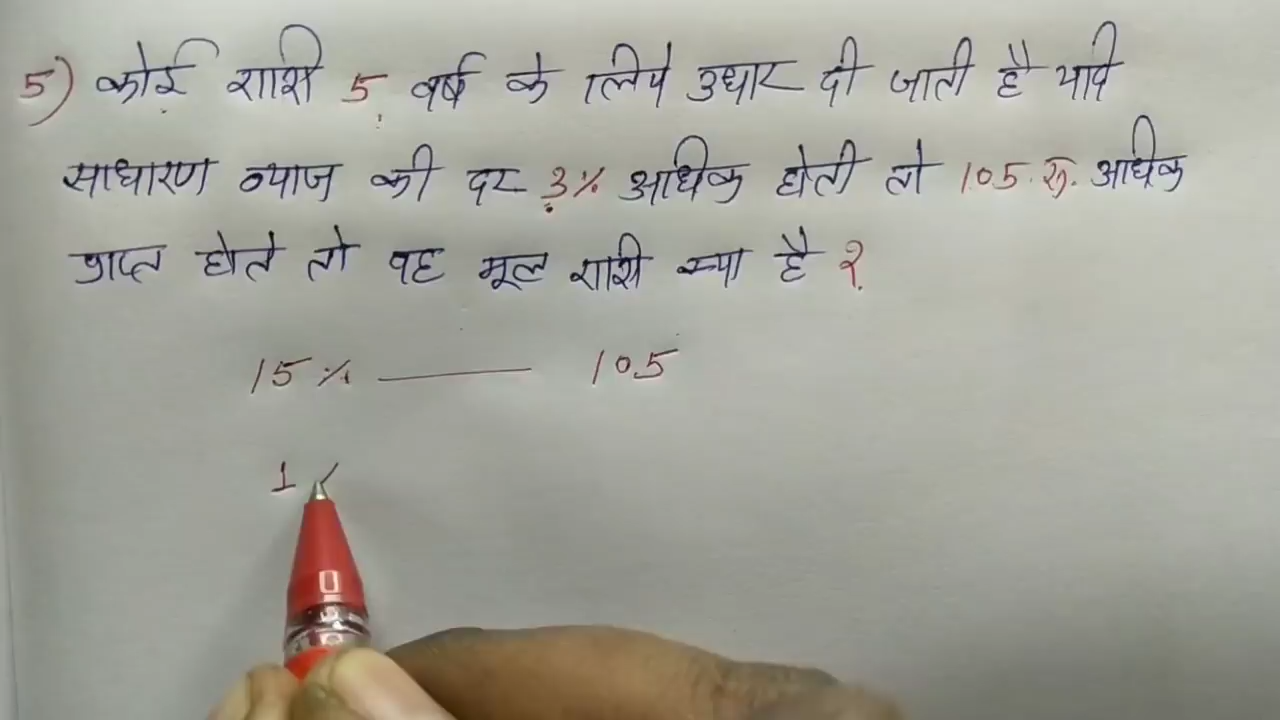 5) कोई राशि 5 वर्ष के लिये उधार दी जाती है यदि
साधारण व्याज की दर 3% अधिक होती तो 105 रु. अधिक
प्राप्त होते तो वह मूल राशि क्या है ?
15% —— 105
1